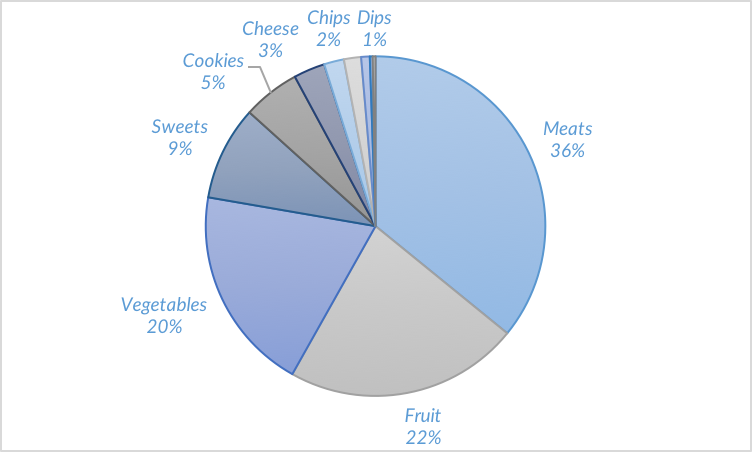 Chips
2%
Dips
1%
Cheese
3%
Cookies
5%
Sweets
9%
Meats
36%
Vegetables
20%
Fruit
22%